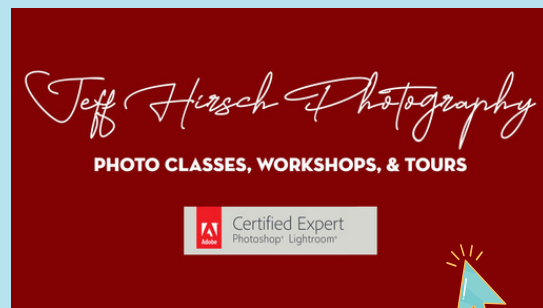 Jeff Hirsch Photography
PHOTO CLASSES, WORKSHOPS, & TOURS
Adobe
Certified Expert
Photoshop® Lightroom®